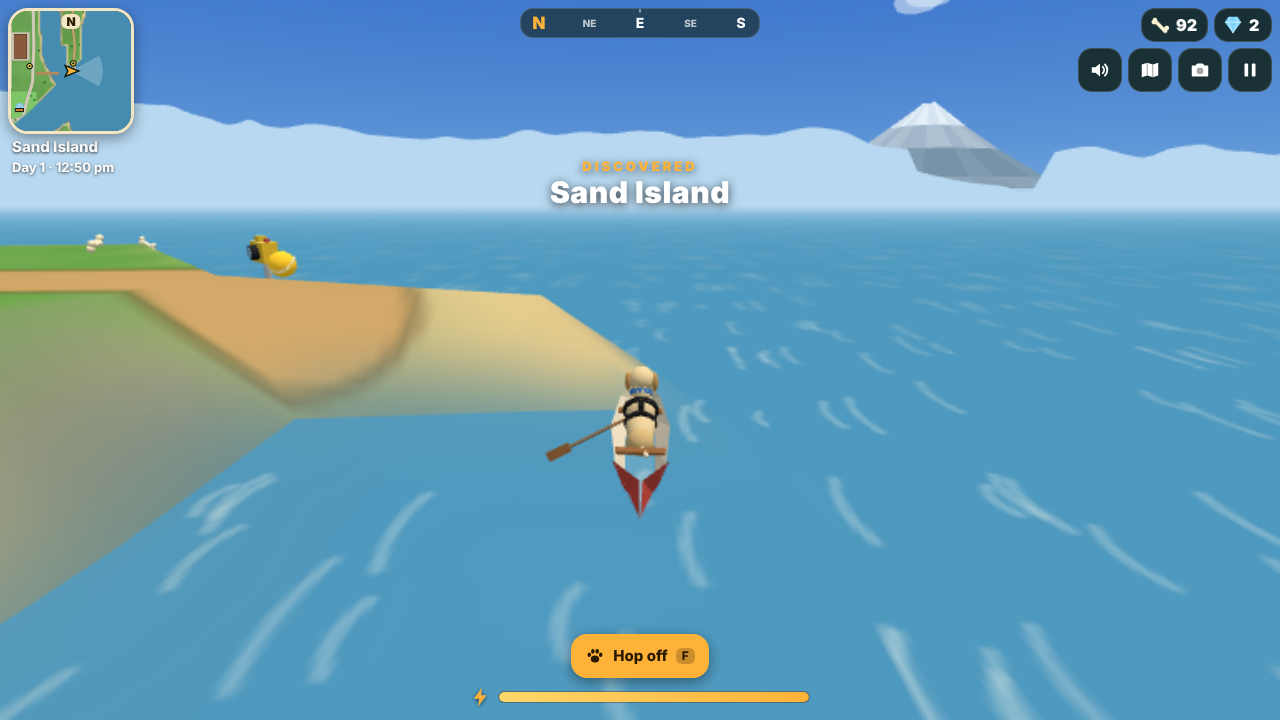 N
Sand Island
Day 1 · 12:50 pm
N NE E SE S
92
2
DISCOVERED
Sand Island
Hop off F